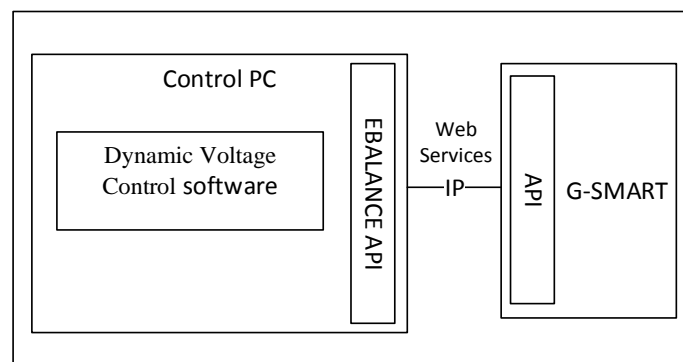 Control PC
Dynamic Voltage
Control software
EBALANCE API
Web
Services
IP
API
G-SMART